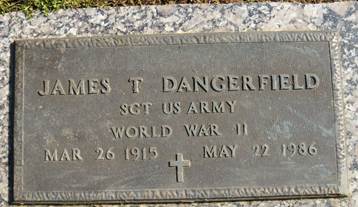 JAMES T DANGERFIELD
SGT US ARMY
WORLD WAR II
MAR 26 1915 MAY 22 1986